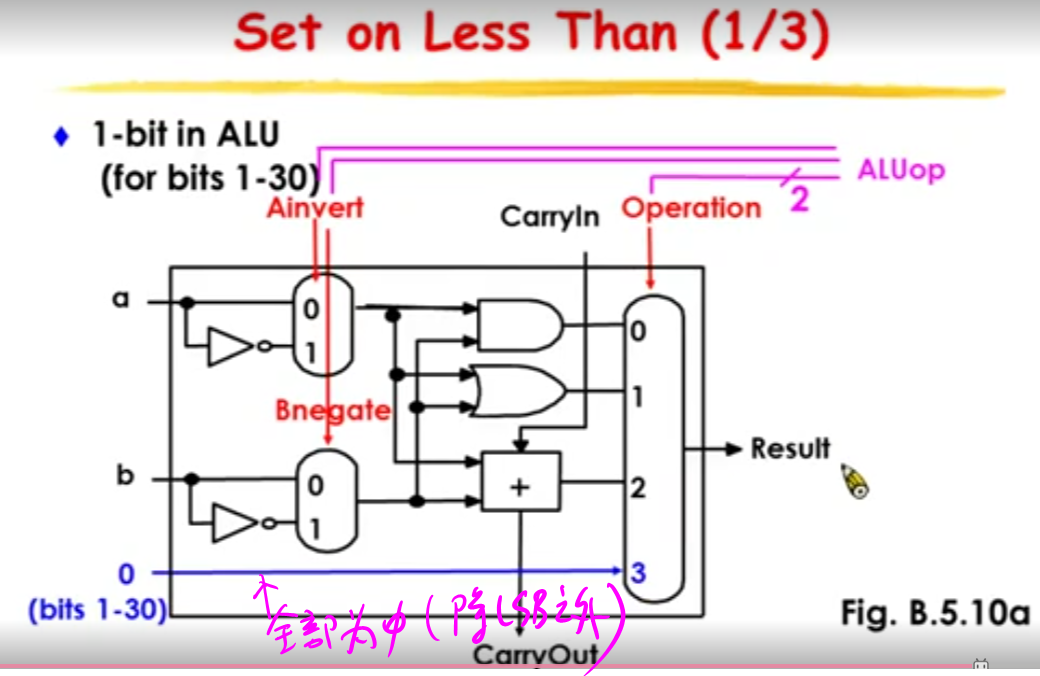 Set on Less Than (1/3)
♦ 1-bit in ALU
(for bits 1-30)
ALUop
2
Ainvert
CarryIn
Operation
a
0
1
0
1
Bnegate
Result
b
0
1
+
2
0
3
(bits 1-30)
全部为φ (除LSB之外)
Fig. B.5.10a
CarryOut